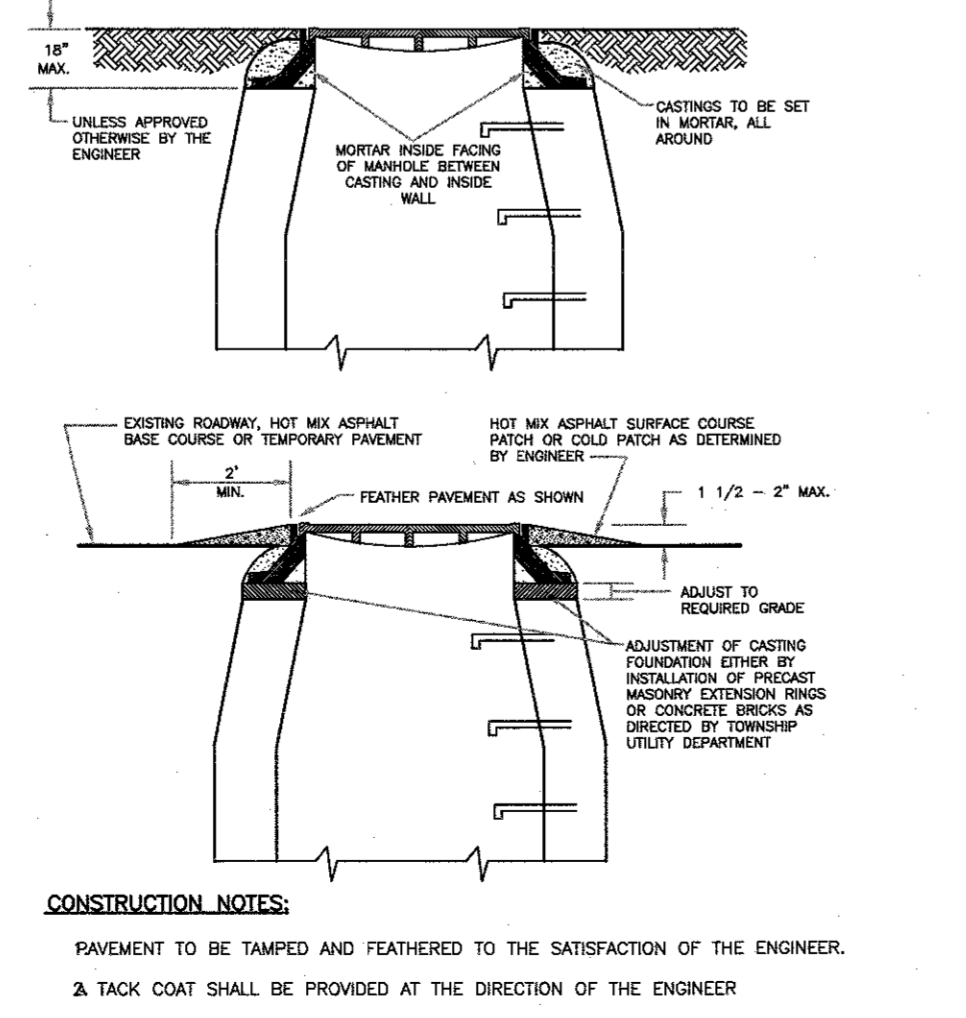 18"
MAX.
UNLESS APPROVED
OTHERWISE BY THE
ENGINEER
MORTAR INSIDE FACING
OF MANHOLE BETWEEN
CASTING AND INSIDE
WALL
CASTINGS TO BE SET
IN MORTAR, ALL
AROUND
EXISTING ROADWAY, HOT MIX ASPHALT
BASE COURSE OR TEMPORARY PAVEMENT
HOT MIX ASPHALT SURFACE COURSE
PATCH OR COLD PATCH AS DETERMINED
BY ENGINEER
2'
MIN.
FEATHER PAVEMENT AS SHOWN
1 1/2 - 2" MAX.
ADJUST TO
REQUIRED GRADE
ADJUSTMENT OF CASTING
FOUNDATION EITHER BY
INSTALLATION OF PRECAST
MASONRY EXTENSION RINGS
OR CONCRETE BRICKS AS
DIRECTED BY TOWNSHIP
UTILITY DEPARTMENT
CONSTRUCTION NOTES:
PAVEMENT TO BE TAMPED AND FEATHERED TO THE SATISFACTION OF THE ENGINEER.
2. TACK COAT SHALL BE PROVIDED AT THE DIRECTION OF THE ENGINEER